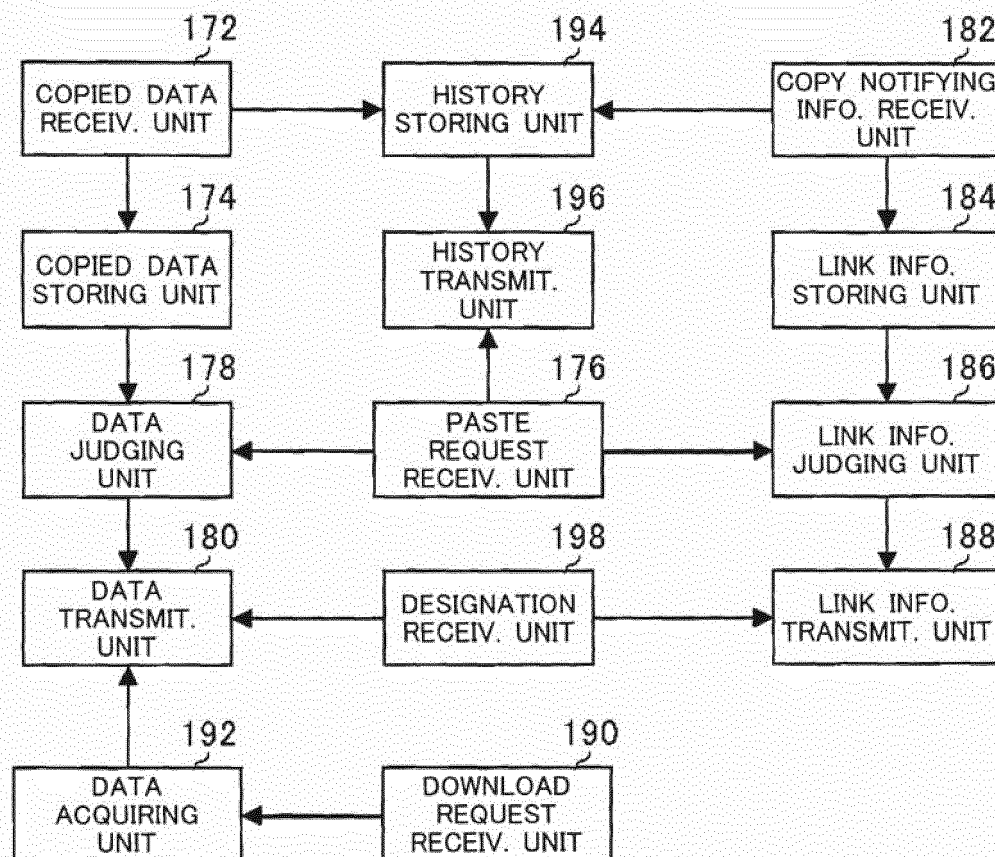 172
COPIED DATA
RECEIV. UNIT
194
HISTORY
STORING UNIT
182
COPY NOTIFYING
INFO. RECEIV.
UNIT
174
COPIED DATA
STORING UNIT
196
HISTORY
TRANSMIT.
UNIT
184
LINK INFO.
STORING UNIT
178
DATA
JUDGING
UNIT
176
PASTE
REQUEST
RECEIV. UNIT
186
LINK INFO.
JUDGING UNIT
180
DATA
TRANSMIT.
UNIT
198
DESIGNATION
RECEIV. UNIT
188
LINK INFO.
TRANSMIT. UNIT
192
DATA
ACQUIRING
UNIT
190
DOWNLOAD
REQUEST
RECEIV. UNIT